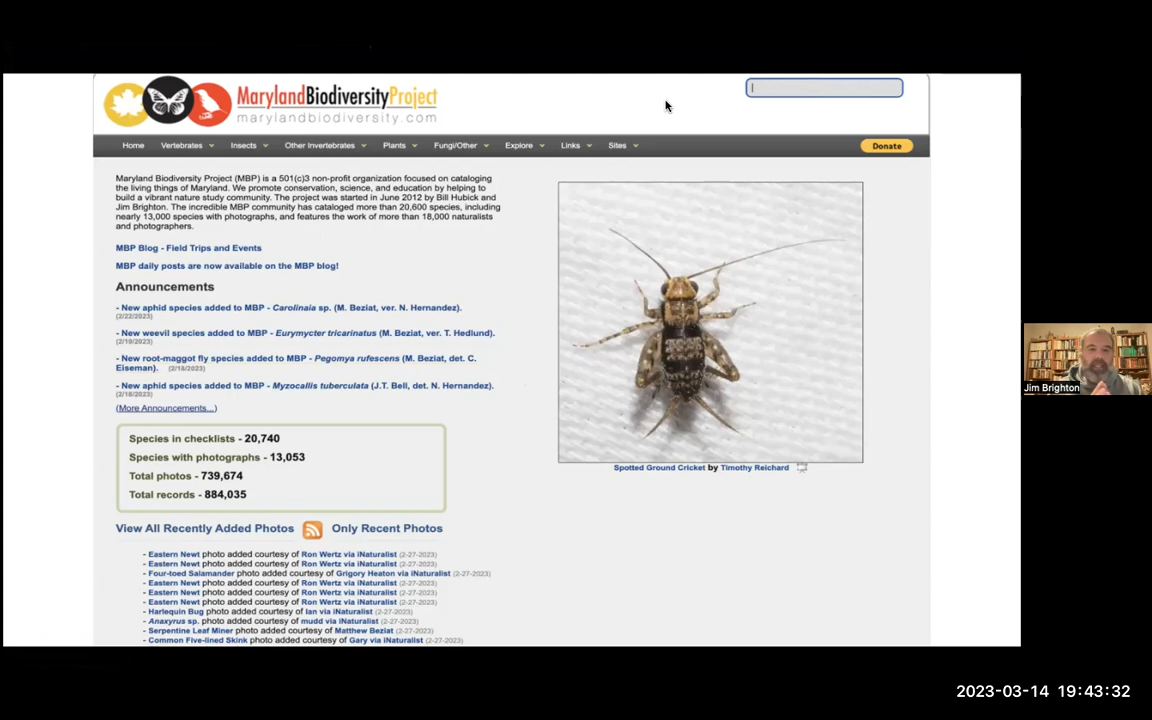 MarylandBiodiversityProject
marylandbiodiversity.com
Home Vertebrates Insects Other Invertebrates Plants Fungi/Other Explore Links Sites Donate
Maryland Biodiversity Project (MBP) is a 501(c)3 non-profit organization focused on cataloging
the living things of Maryland. We promote conservation, science, and education by helping to
build a vibrant nature study community. The project was started in June 2012 by Bill Hubick and
Jim Brighton. The incredible MBP community has cataloged more than 20,600 species, including
nearly 13,000 species with photographs, and features the work of more than 18,000 naturalists
and photographers.
MBP Blog - Field Trips and Events
MBP daily posts are now available on the MBP blog!
Announcements
- New aphid species added to MBP - Carolinaia sp. (M. Beziat, ver. N. Hernandez).
(2/22/2023)
- New weevil species added to MBP - Eurymycter tricarinatus (M. Beziat, ver. T. Hedlund).
(2/19/2023)
- New root-maggot fly species added to MBP - Pegomya rufescens (M. Beziat, det. C.
Eiseman). (2/18/2023)
- New aphid species added to MBP - Myzocallis tuberculata (J.T. Bell, det. N. Hernandez).
(2/16/2023)
(More Announcements...)
Species in checklists - 20,740
Species with photographs - 13,053
Total photos - 739,674
Total records - 884,035
View All Recently Added Photos Only Recent Photos
- Eastern Newt photo added courtesy of Ron Wertz via iNaturalist (2-27-2023)
- Eastern Newt photo added courtesy of Ron Wertz via iNaturalist (2-27-2023)
- Four-toed Salamander photo added courtesy of Grigory Heaton via iNaturalist (2-27-2023)
- Eastern Newt photo added courtesy of Ron Wertz via iNaturalist (2-27-2023)
- Eastern Newt photo added courtesy of Ron Wertz via iNaturalist (2-27-2023)
- Eastern Newt photo added courtesy of Ron Wertz via iNaturalist (2-27-2023)
- Harlequin Bug photo added courtesy of Ian via iNaturalist (2-27-2023)
- Anaxyrus sp. photo added courtesy of mudd via iNaturalist (2-27-2023)
- Serpentine Leaf Miner photo added courtesy of Matthew Beziat (2-27-2023)
- Common Five-lined Skink photo added courtesy of Gary via iNaturalist (2-27-2023)
Spotted Ground Cricket by Timothy Reichard
Jim Brighton
2023-03-14 19:43:32